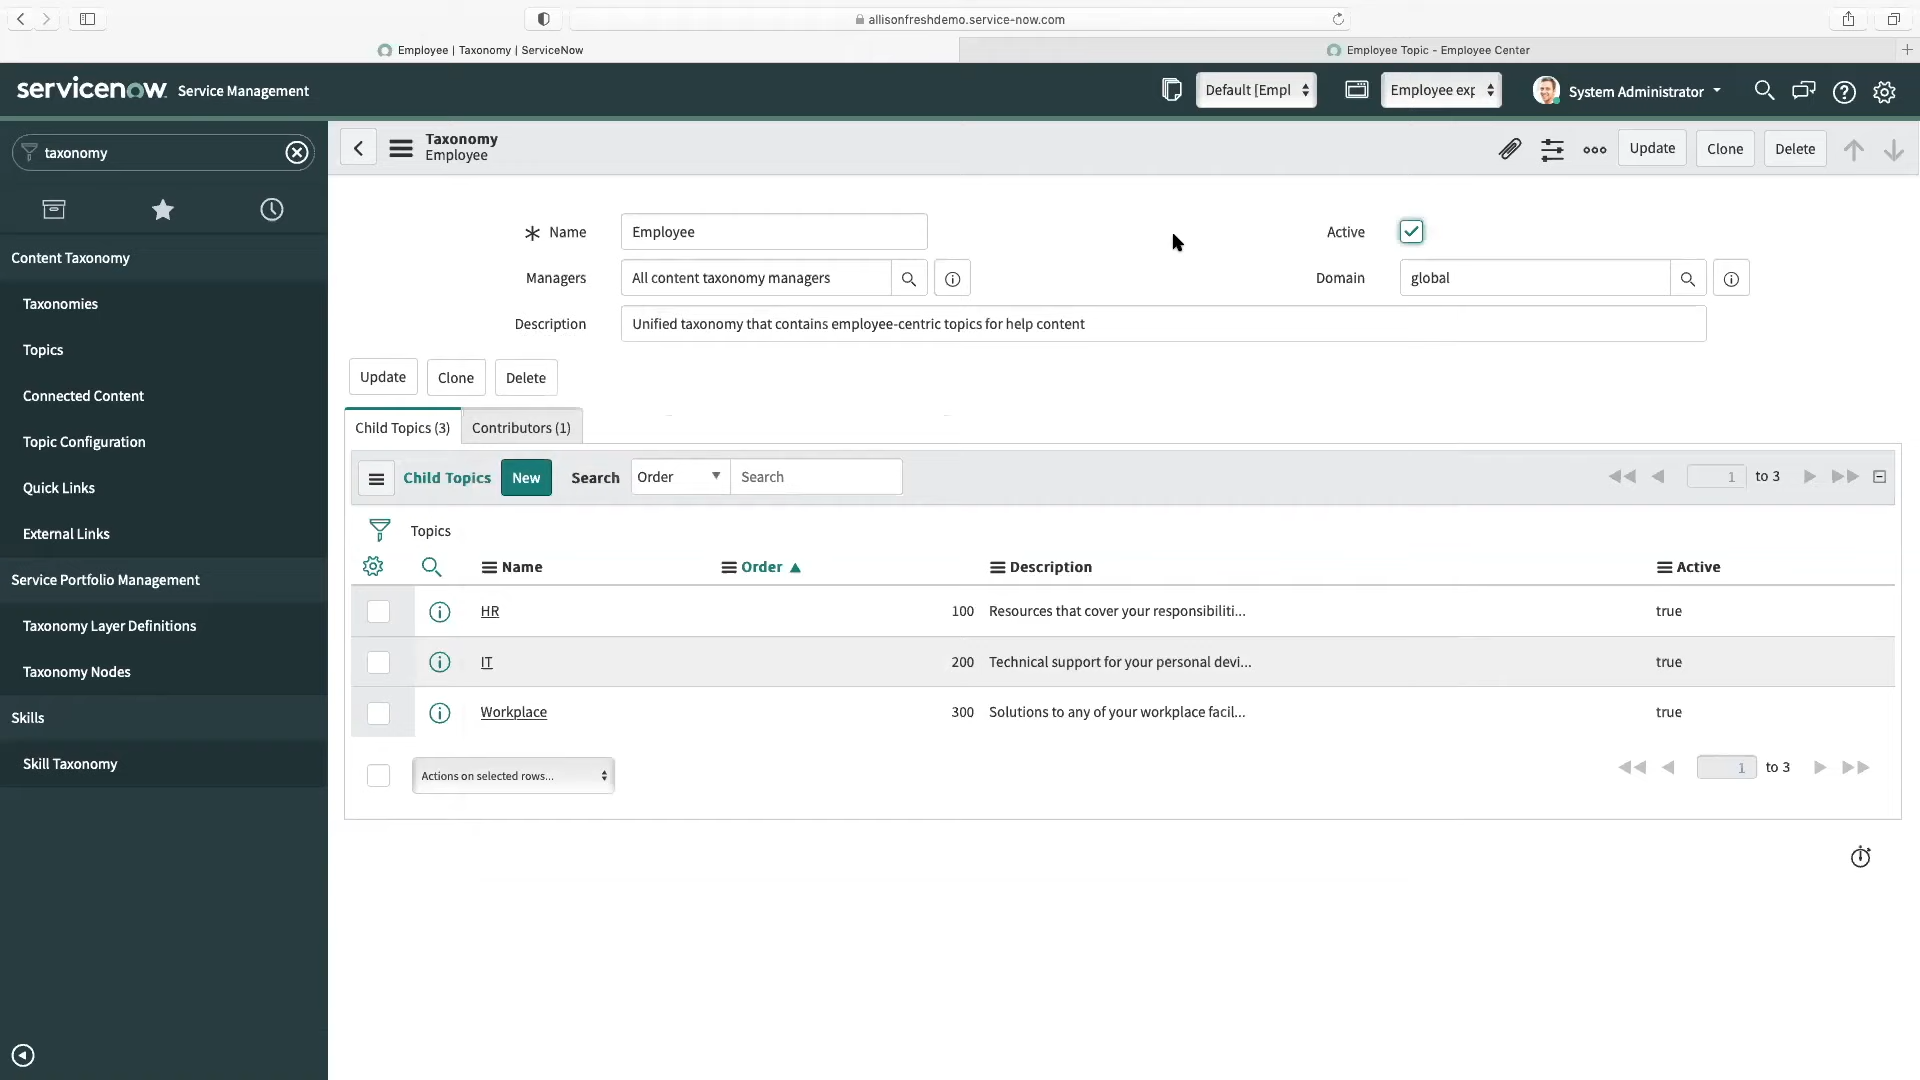 allisonfreshdemo.service-now.com
Employee | Taxonomy | ServiceNow
Employee Topic - Employee Center
servicenow Service Management
Default [Empl
Employee exp
System Administrator
taxonomy
Content Taxonomy
Taxonomies
Topics
Connected Content
Topic Configuration
Quick Links
External Links
Service Portfolio Management
Taxonomy Layer Definitions
Taxonomy Nodes
Skills
Skill Taxonomy
Taxonomy
Employee
Update
Clone
Delete
Name
Employee
Active
Managers
All content taxonomy managers
Domain
global
Description
Unified taxonomy that contains employee-centric topics for help content
Update
Clone
Delete
Child Topics (3)
Contributors (1)
Child Topics
New
Search
Order
Search
1 to 3
Topics
Name Order Description Active
HR 100 Resources that cover your responsibiliti... true
IT 200 Technical support for your personal devi... true
Workplace 300 Solutions to any of your workplace facil... true
Actions on selected rows...
1 to 3